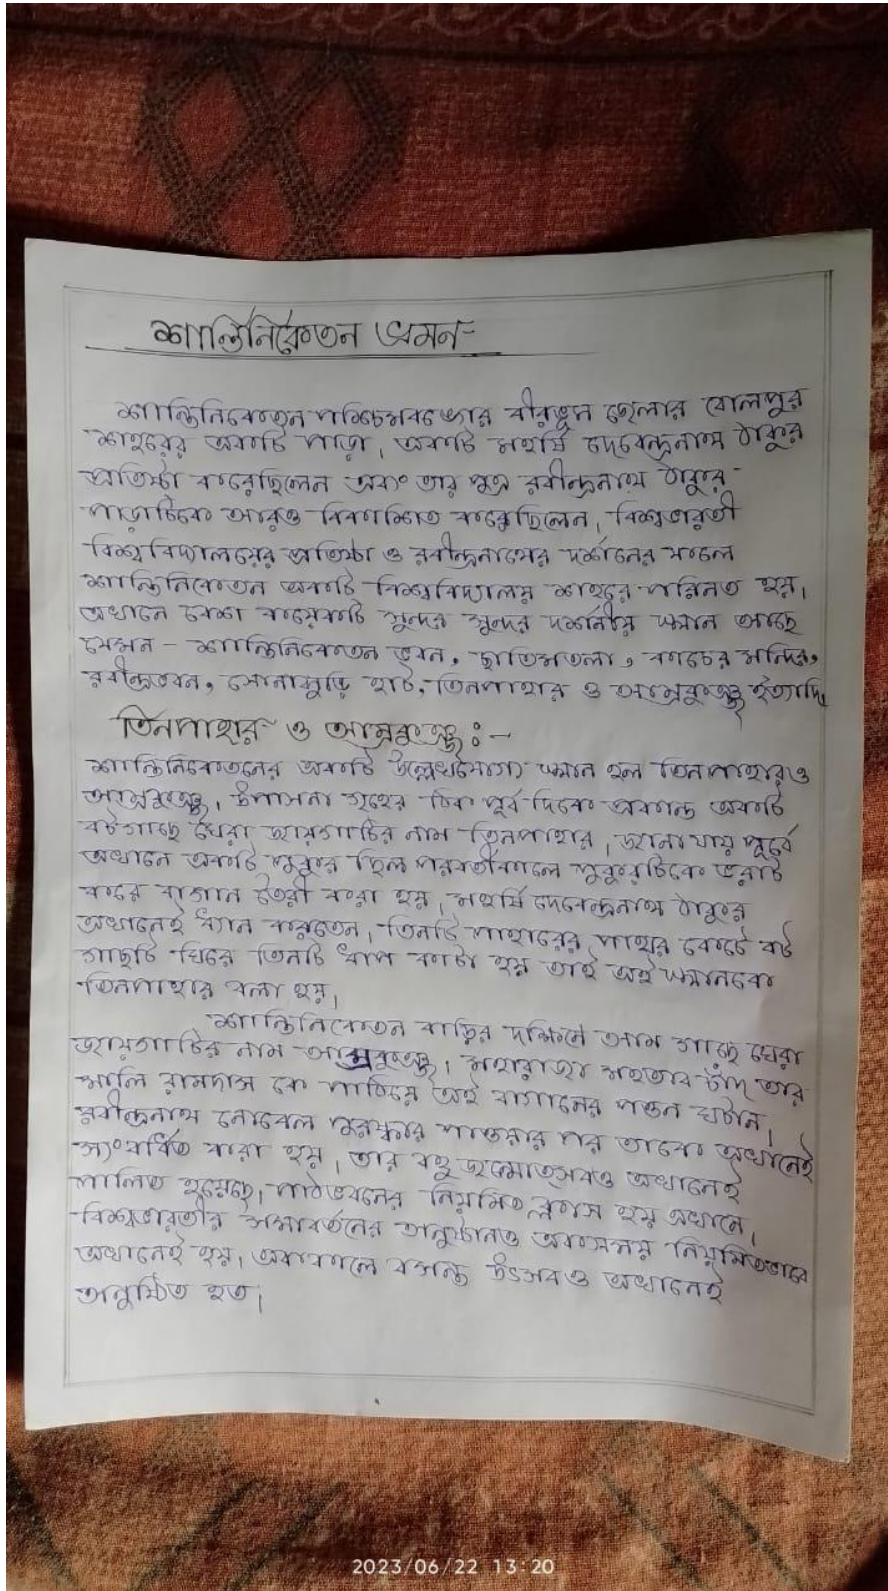 শান্তিনিকেতন ভ্রমন-
শান্তিনিকেতন পশ্চিমবঙ্গের বীরভূম জেলার বোলপুর
শহরের একটি পাড়া, একটি মহর্ষি দেবেন্দ্রনাথ ঠাকুর
প্রতিষ্ঠা করেছিলেন এবং তার পুত্র রবীন্দ্রনাথ ঠাকুর-
পাড়াটিকে আরও বিকাশিত করেছিলেন, বিশ্বভারতী
বিশ্ববিদ্যালয়ের প্রতিষ্ঠা ও রবীন্দ্রনাথের দর্শনের ফলে
শান্তিনিকেতন একটি বিশ্ববিদ্যালয় শহরে পরিনত হয়,
এখানে বেশ কয়েকটি সুন্দর সুন্দর দর্শনীয় স্থান আছে
যেমন - শান্তিনিকেতন ভবন, ছাতিমতলা, কাচের মন্দির,
রবীন্দ্রভবন, সোনাঝুড়ি হাট, তিনপাহার ও আম্রকুঞ্জ ইত্যাদি,
তিনপাহার ও আম্রকুঞ্জ :-
শান্তিনিকেতনের একটি উল্লেখযোগ্য স্থান হল তিনপাহার ও
আম্রকুঞ্জ, উপাসনা গৃহের ঠিক পূর্ব দিকে প্রকান্ড একটি
বটগাছে ঘেরা জায়গাটির নাম তিনপাহার, জানা যায় পূর্বে
এখানে একটি পুকুর ছিল পরবর্তীকালে পুকুরটিকে ভরাট
করে বাগান তৈরী করা হয়, মহর্ষি দেবেন্দ্রনাথ ঠাকুর
এখানেই ধ্যান করতেন, তিনটি পাহারের পাথর কেটে বট
গাছটি ঘিরে তিনটি ধাপ কাটা হয় তাই এই স্থানকে
তিনপাহার বলা হয়,
শান্তিনিকেতন বাড়ির দক্ষিনে আম গাছে ঘেরা
জায়গাটির নাম আম্রকুঞ্জ। মহারাজা মহতাব চাঁদ তার
মালি রামদাস কে পাঠিয়ে এই বাগানের পত্তন ঘটান,
রবীন্দ্রনাথ নোবেল পুরস্কার পাওয়ার পর তাকে এখানেই
সংবর্ধিত করা হয়, তার বহু জন্মোৎসবও এখানেই
পালিত হয়েছে, পাঠভবনের নিয়মিত ক্লাস হয় এখানে,
বিশ্বভারতীর সমাবর্তনের অনুষ্ঠানও একসময় নিয়মিতভাবে
এখানেই হয়, এককালে বসন্ত উৎসবও এখানেই
অনুষ্ঠিত হত।
2023/06/22 13:20